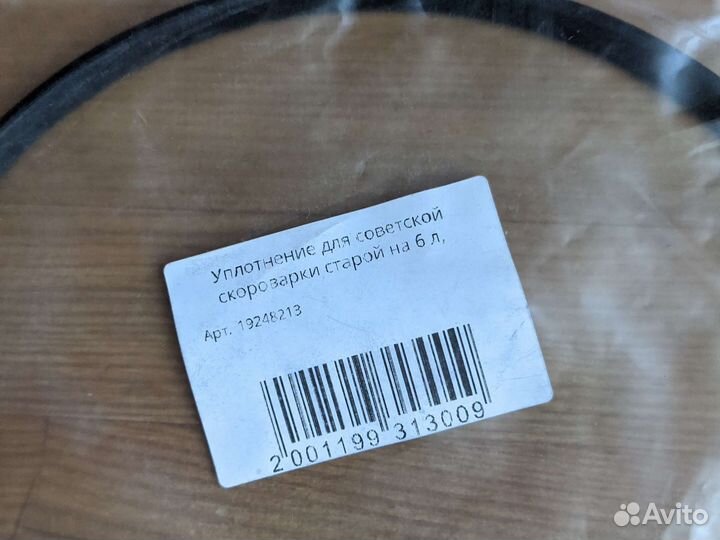 Уплотнение для советской
скороварки старой на 6 л,
Арт. 19248213
2 001199 313009
Avito